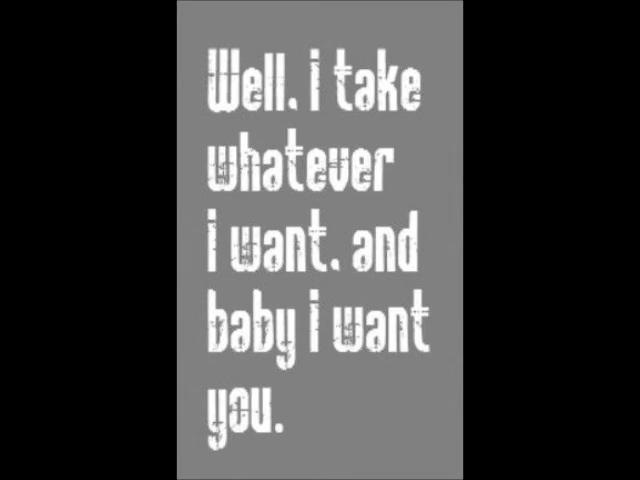 Well. i take
whatever
i want. and
baby i want
you.